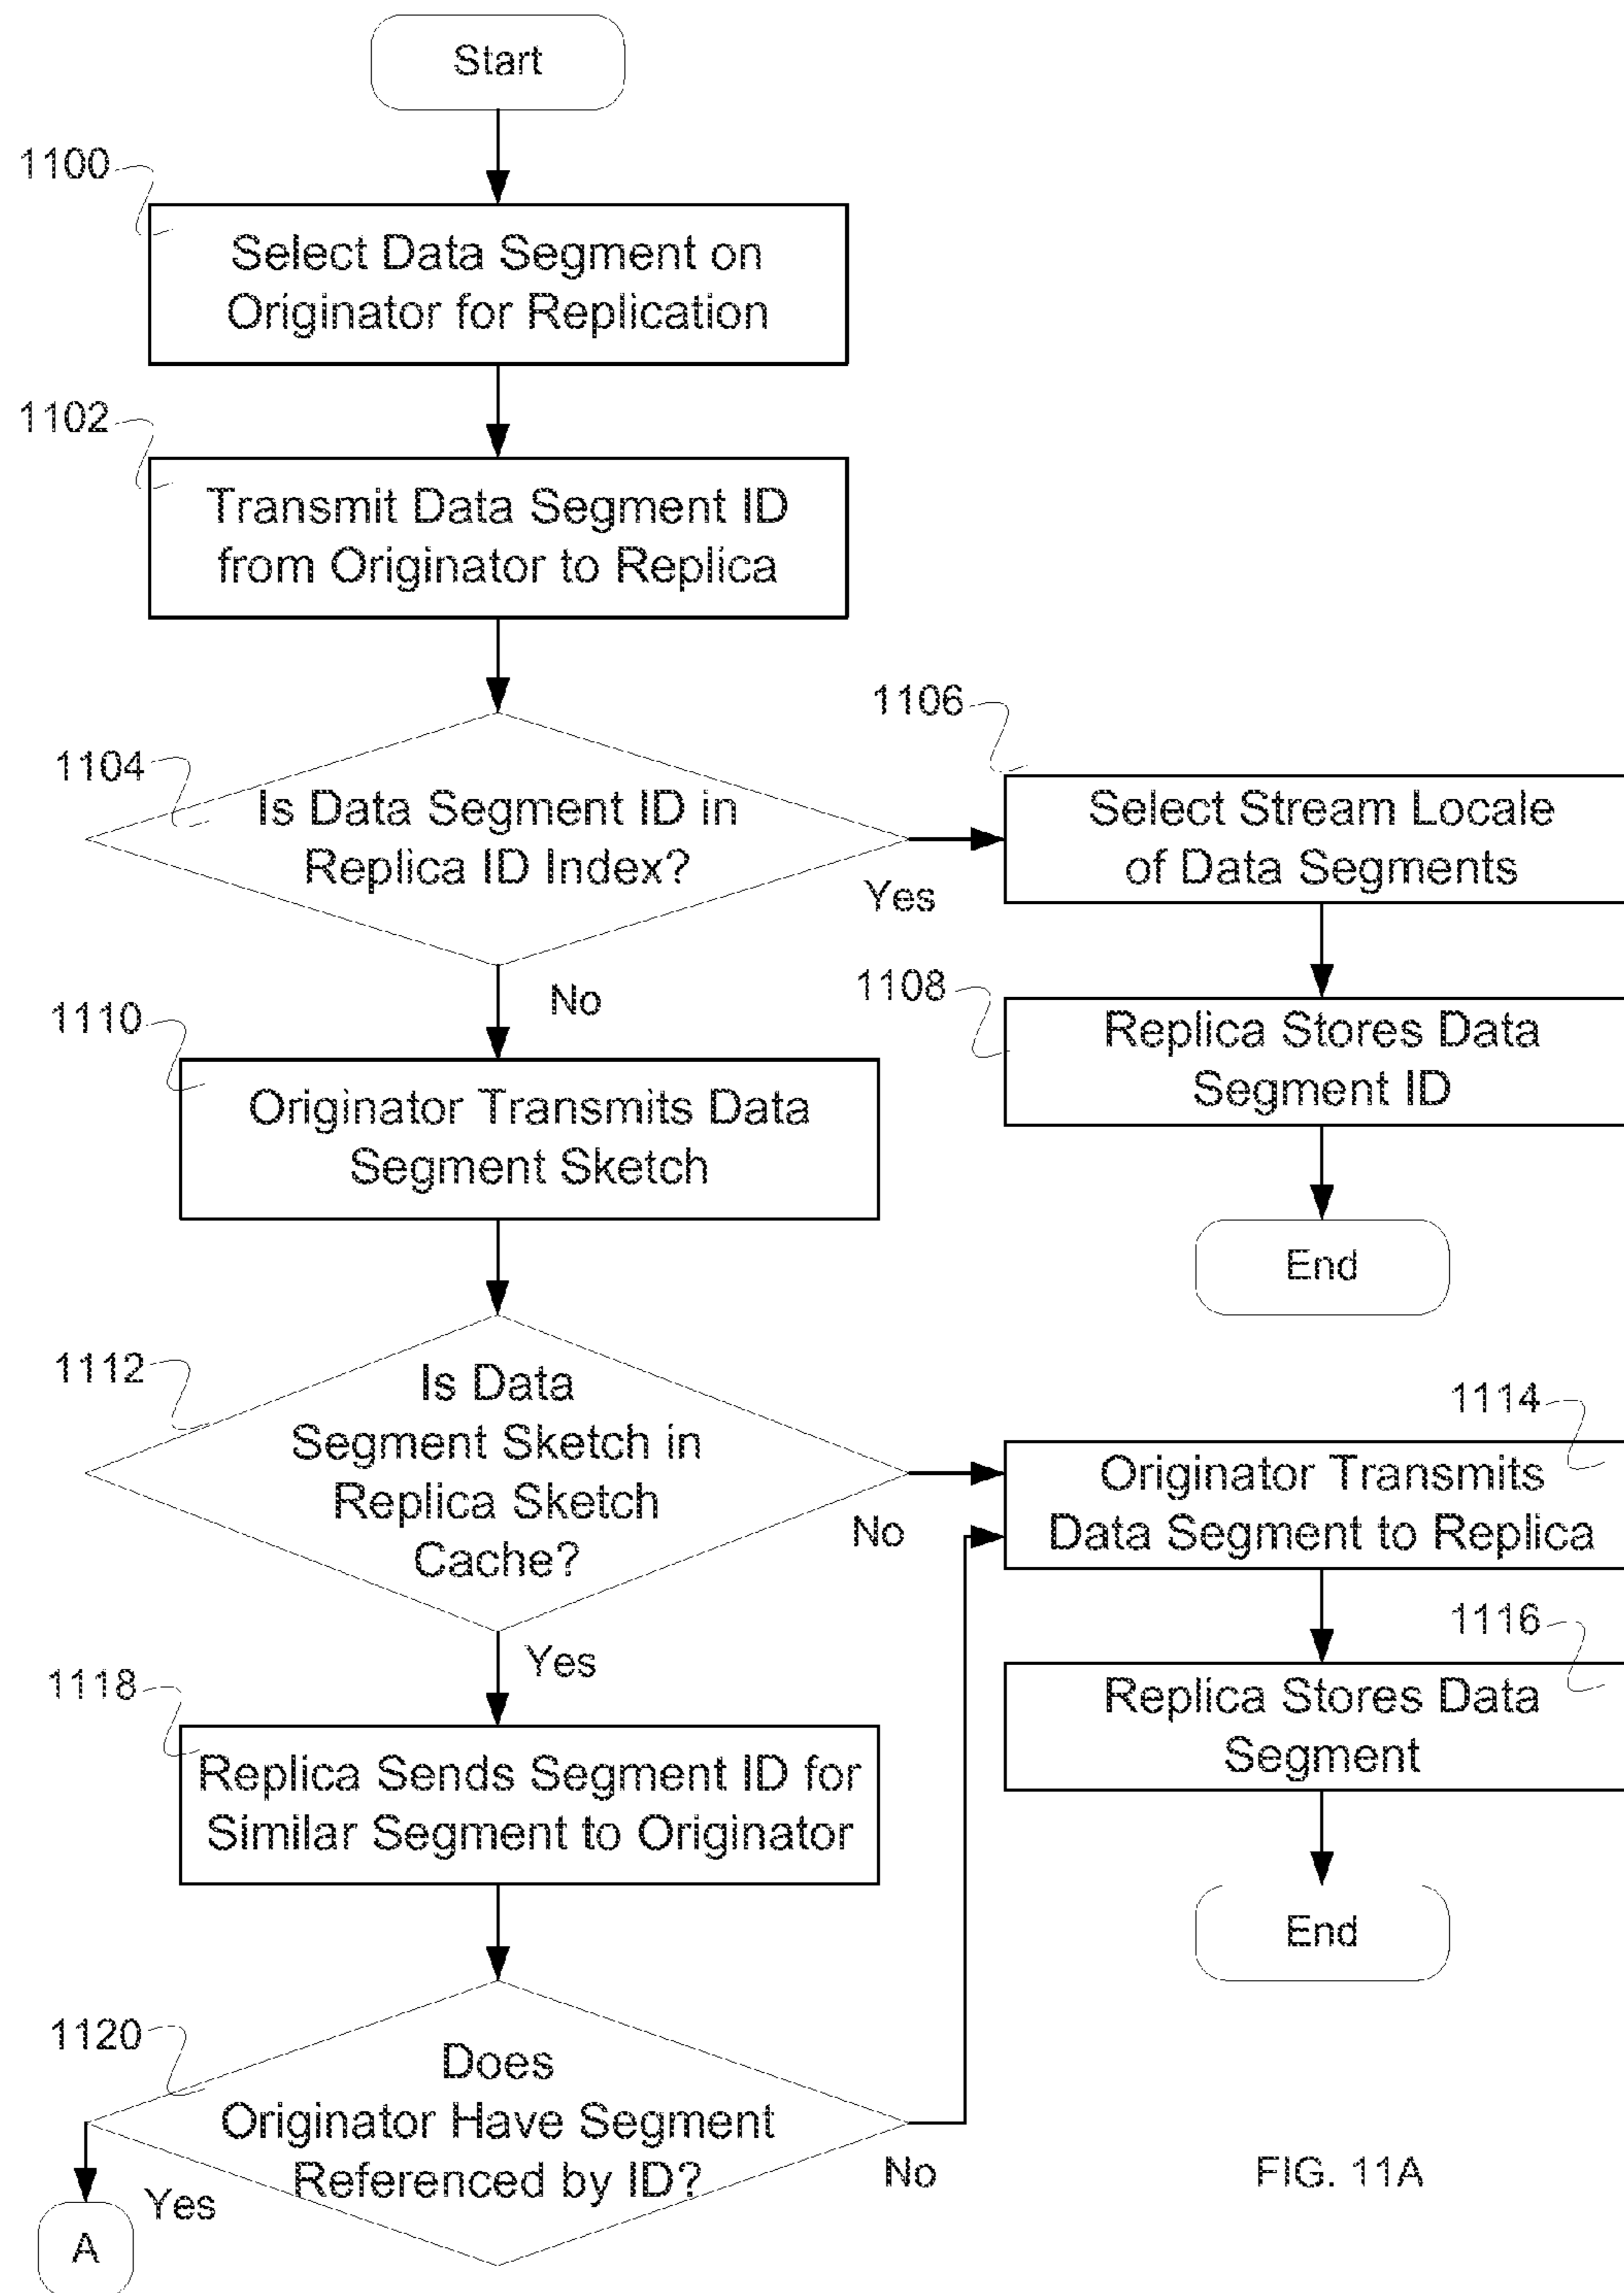 Start
1100
Select Data Segment on
Originator for Replication
1102
Transmit Data Segment ID
from Originator to Replica
1104
Is Data Segment ID in
Replica ID Index?
Yes
No
1106
Select Stream Locale
of Data Segments
1108
Replica Stores Data
Segment ID
End
1110
Originator Transmits Data
Segment Sketch
1112
Is Data
Segment Sketch in
Replica Sketch
Cache?
No
Yes
1114
Originator Transmits
Data Segment to Replica
1116
Replica Stores Data
Segment
End
1118
Replica Sends Segment ID for
Similar Segment to Originator
1120
Does
Originator Have Segment
Referenced by ID?
No
Yes
A
FIG. 11A